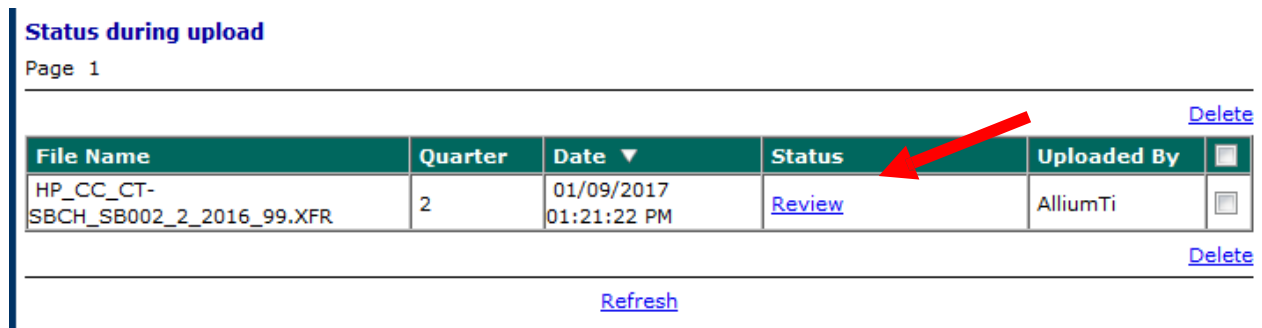 Status during upload
Page 1
Delete
File Name Quarter Date ▼ Status Uploaded By
HP_CC_CT-
SBCH_SB002_2_2016_99.XFR 2 01/09/2017
01:21:22 PM Review AlliumTi
Delete
Refresh